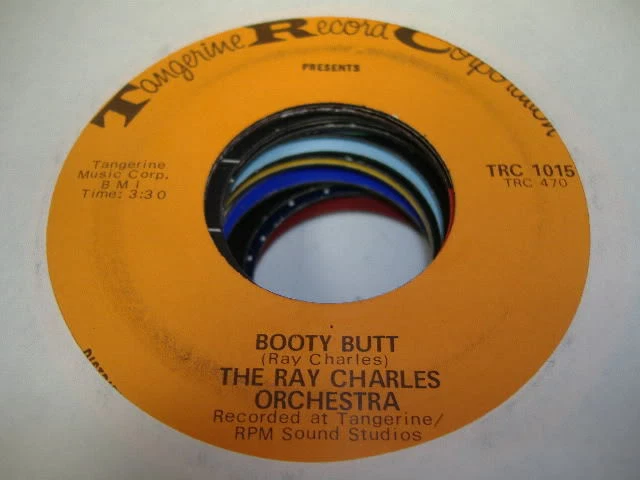 Tangerine Record Corporation
PRESENTS
Tangerine
Music Corp.
B M I
Time: 3:30
TRC 1015
TRC 470
BOOTY BUTT
(Ray Charles)
THE RAY CHARLES
ORCHESTRA
Recorded at Tangerine/
RPM Sound Studios